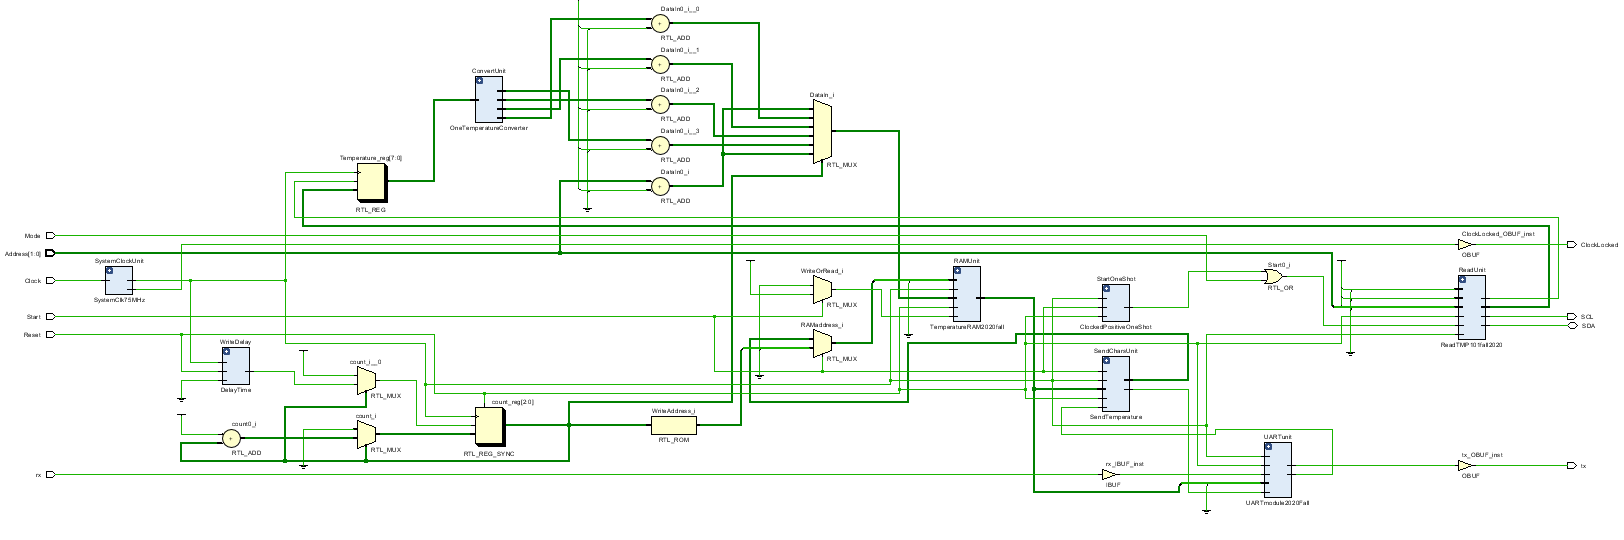 DataIn0_i__0
+
RTL_ADD
DataIn0_i__1
+
RTL_ADD
ConvertUnit
OneTemperatureConverter
DataIn0_i__2
+
RTL_ADD
DataIn_i
RTL_MUX
DataIn0_i__3
+
RTL_ADD
Temperature_reg[7:0]
RTL_REG
DataIn0_i
+
RTL_ADD
Mode
Address[1:0]
ClockLocked_OBUF_inst
OBUF
ClockLocked
SystemClockUnit
SystemClk75MHz
Clock
WriteOrRead_i
RTL_MUX
RAMUnit
TemperatureRAM2020fall
StartOneShot
ClockedPositiveOneShot
Start0_i
RTL_OR
ReadUnit
ReadTMP101fall2020
SCL
SDA
Start
Reset
RAMaddress_i
RTL_MUX
WriteDelay
DelayTime
count_i__0
RTL_MUX
SendCharsUnit
SendTemperature
count_reg[2:0]
RTL_REG_SYNC
WriteAddress_i
RTL_ROM
count0_i
+
RTL_ADD
count_i
RTL_MUX
UARTunit
UARTmodule2020Fall
rx
rx_IBUF_inst
IBUF
tx_OBUF_inst
OBUF
tx